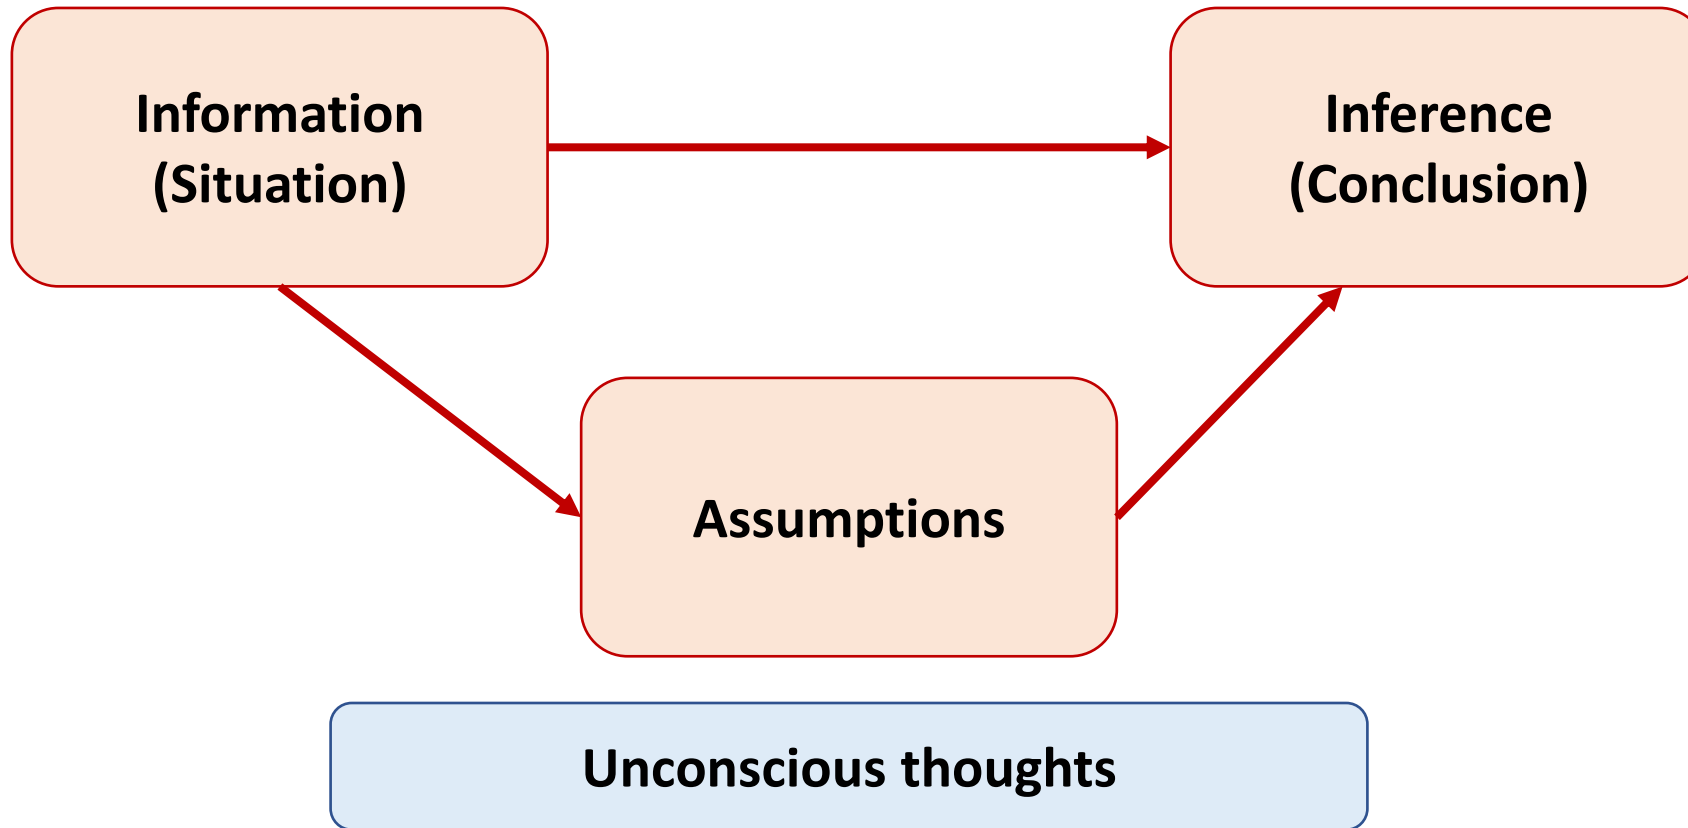 Information
(Situation)
Inference
(Conclusion)
Assumptions
Unconscious thoughts